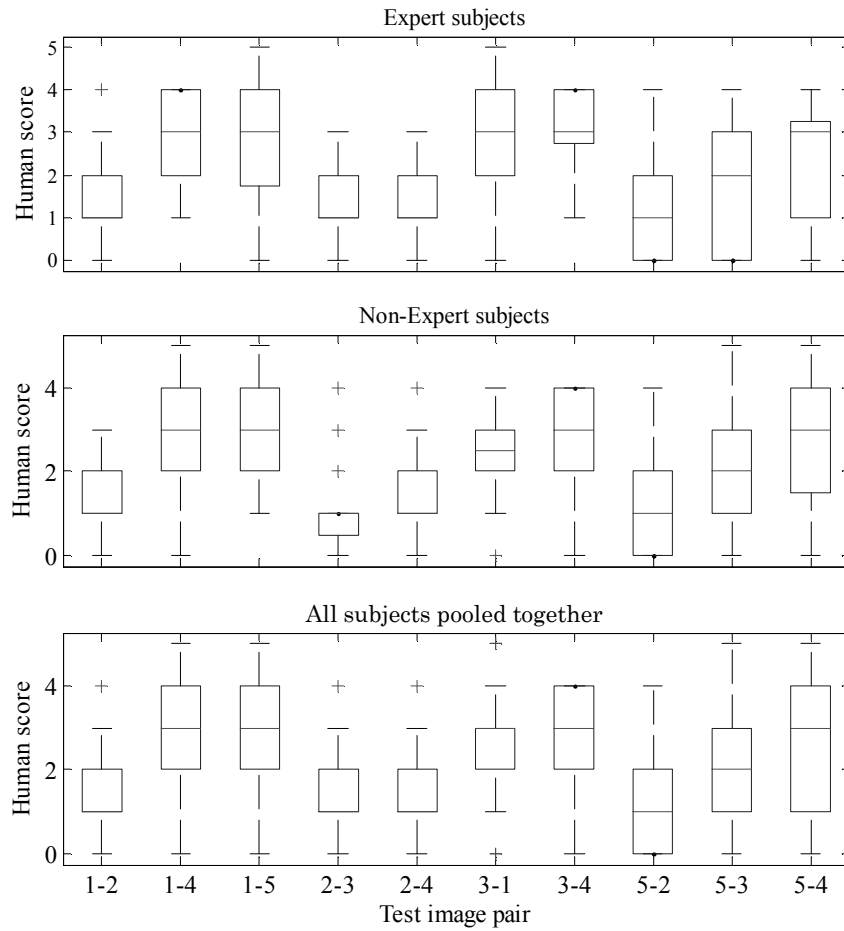 Expert subjects
5
4
3
2
1
0
Human score
Non-Expert subjects
4
2
0
Human score
All subjects pooled together
4
2
0
Human score
1-2 1-4 1-5 2-3 2-4 3-1 3-4 5-2 5-3 5-4
Test image pair